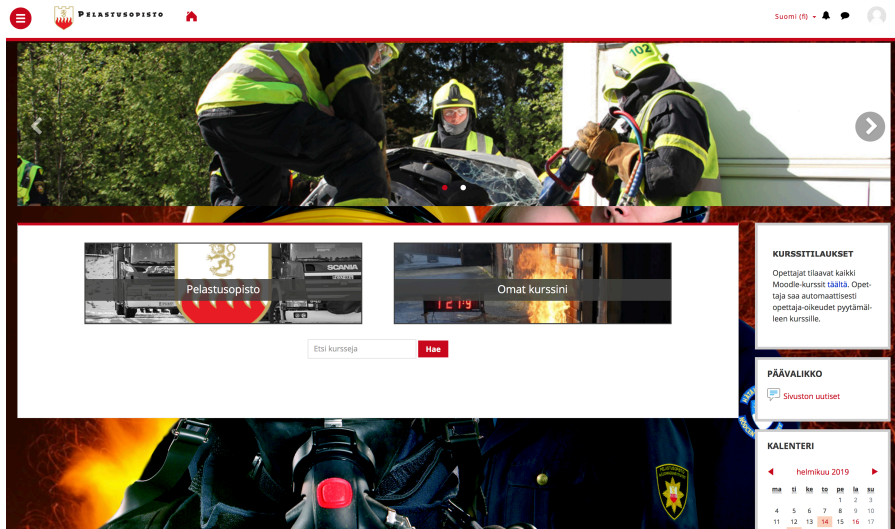 PELASTUSOPISTO
Suomi (fi)
102
Pelastusopisto
SCANIA
Omat kurssini
Etsi kursseja
Hae
KURSSITILAUKSET
Opettajat tilaavat kaikki
Moodle-kurssit täältä. Opet-
taja saa automaattisesti
opettaja-oikeudet pyytämäl-
leen kurssille.
PÄÄVALIKKO
Sivuston uutiset
KALENTERI
helmikuu 2019
ma ti ke to pe la su
1 2 3
4 5 6 7 8 9 10
11 12 13 14 15 16 17